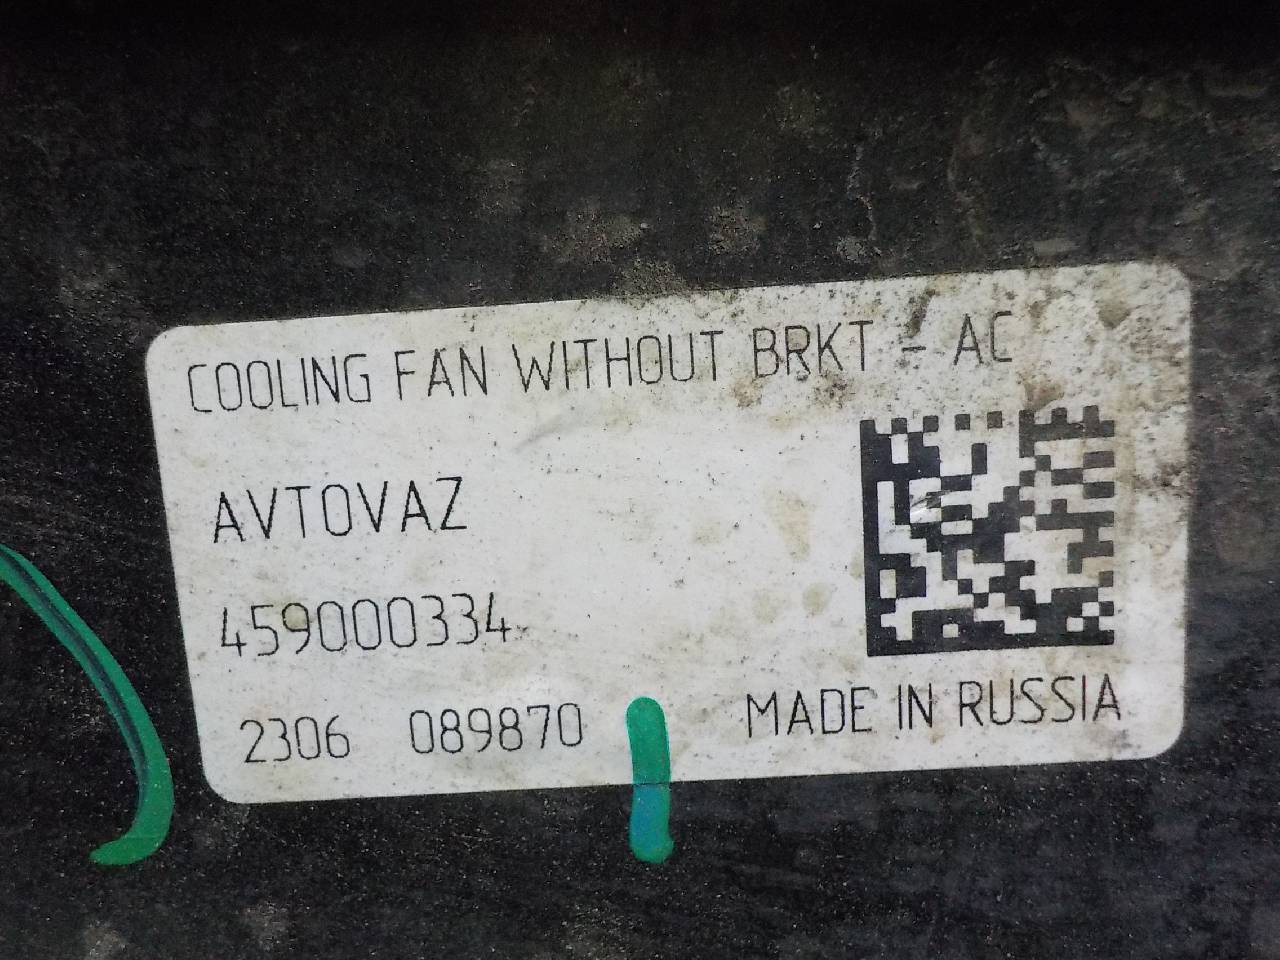 COOLING FAN WITHOUT BRKT - AC
AVTOVAZ
459000334
2306 089870
MADE IN RUSSIA